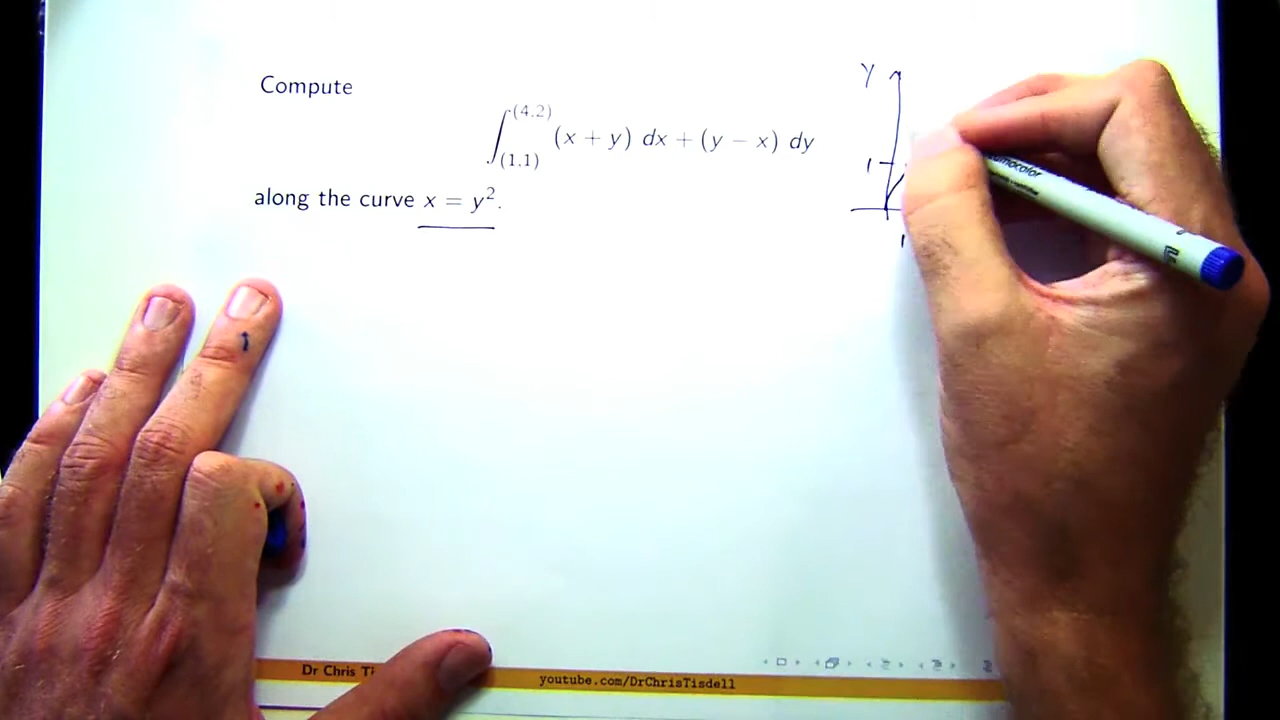 Compute
∫_(1.1)^(4.2) (x + y) dx + (y − x) dy
along the curve x = y².
Y
1
1
Dr Chris Ti
youtube.com/DrChrisTisdell